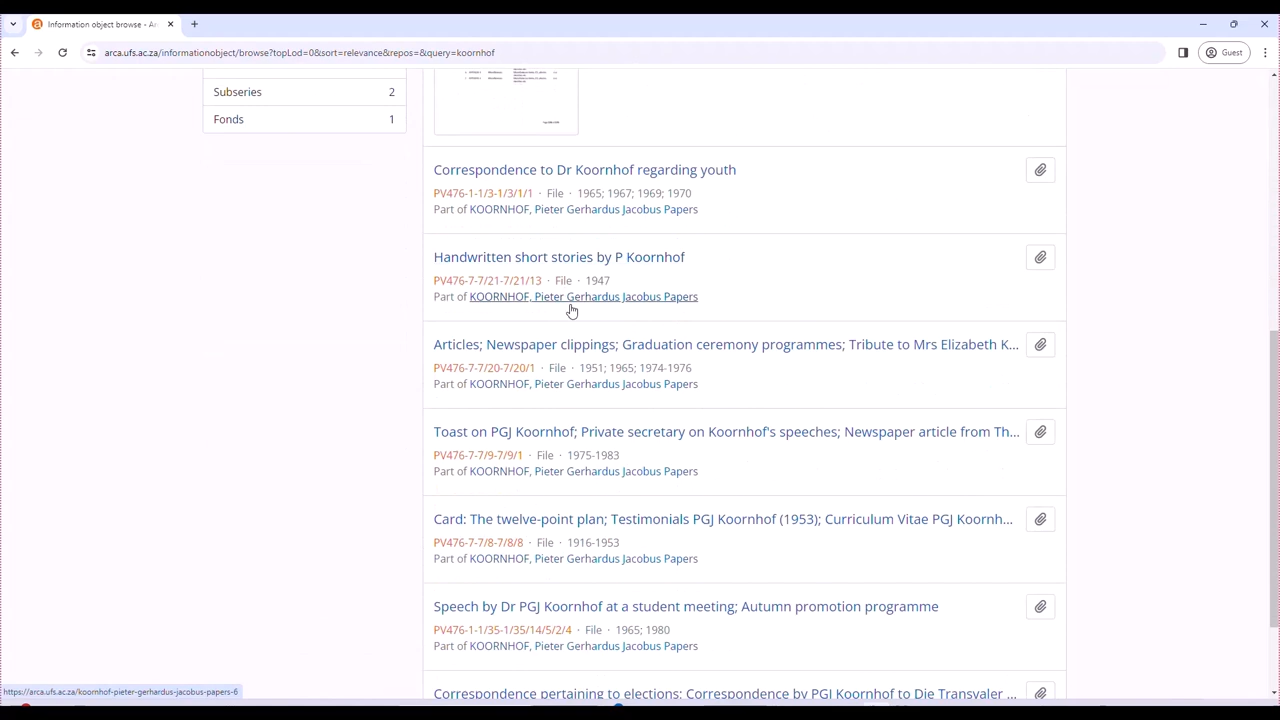 Information object browse - Ar
arca.ufs.ac.za/informationobject/browse?topLod=0&sort=relevance&repos=&query=koornhof
Guest
Subseries 2
Fonds 1
Correspondence to Dr Koornhof regarding youth
PV476-1-1/3-1/3/1/1 · File · 1965; 1967; 1969; 1970
Part of KOORNHOF, Pieter Gerhardus Jacobus Papers
Handwritten short stories by P Koornhof
PV476-7-7/21-7/21/13 · File · 1947
Part of KOORNHOF, Pieter Gerhardus Jacobus Papers
Articles; Newspaper clippings; Graduation ceremony programmes; Tribute to Mrs Elizabeth K...
PV476-7-7/20-7/20/1 · File · 1951; 1965; 1974-1976
Part of KOORNHOF, Pieter Gerhardus Jacobus Papers
Toast on PGJ Koornhof; Private secretary on Koornhof's speeches; Newspaper article from Th...
PV476-7-7/9-7/9/1 · File · 1975-1983
Part of KOORNHOF, Pieter Gerhardus Jacobus Papers
Card: The twelve-point plan; Testimonials PGJ Koornhof (1953); Curriculum Vitae PGJ Koornh...
PV476-7-7/8-7/8/8 · File · 1916-1953
Part of KOORNHOF, Pieter Gerhardus Jacobus Papers
Speech by Dr PGJ Koornhof at a student meeting; Autumn promotion programme
PV476-1-1/35-1/35/14/5/2/4 · File · 1965; 1980
Part of KOORNHOF, Pieter Gerhardus Jacobus Papers
Correspondence pertaining to elections; Correspondence by PGJ Koornhof to Die Transvaler ...
https://arca.ufs.ac.za/koornhof-pieter-gerhardus-jacobus-papers-6